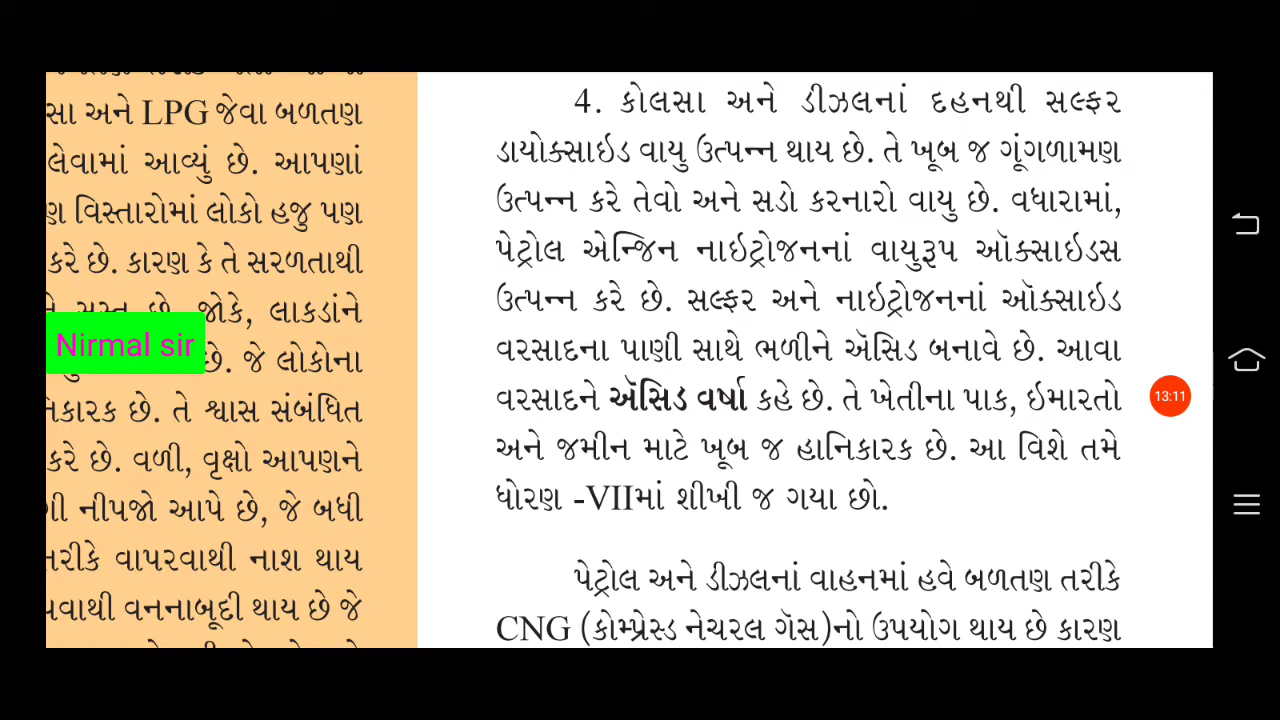 સા અને LPG જેવા બળતણ
લેવામાં આવ્યું છે. આપણાં
ણ વિસ્તારોમાં લોકો હજુ પણ
કરે છે. કારણ કે તે સરળતાથી
છે. જોકે, લાકડાંને
Nirmal sir
છે. જે લોકોના
નિકારક છે. તે શ્વાસ સંબંધિત
કરે છે. વળી, વૃક્ષો આપણને
ગી નીપજો આપે છે, જે બધી
તરીકે વાપરવાથી નાશ થાય
પવાથી વનનાબૂદી થાય છે જે
4. કોલસા અને ડીઝલનાં દહનથી સલ્ફર
ડાયોક્સાઇડ વાયુ ઉત્પન્ન થાય છે. તે ખૂબ જ ગૂંગળામણ
ઉત્પન્ન કરે તેવો અને સડો કરનારો વાયુ છે. વધારામાં,
પેટ્રોલ એન્જિન નાઇટ્રોજનનાં વાયુરૂપ ઑક્સાઇડસ
ઉત્પન્ન કરે છે. સલ્ફર અને નાઇટ્રોજનનાં ઑક્સાઇડ
વરસાદના પાણી સાથે ભળીને ઍસિડ બનાવે છે. આવા
વરસાદને ઍસિડ વર્ષા કહે છે. તે ખેતીના પાક, ઇમારતો
અને જમીન માટે ખૂબ જ હાનિકારક છે. આ વિશે તમે
ધોરણ -VIIમાં શીખી જ ગયા છો.
પેટ્રોલ અને ડીઝલનાં વાહનમાં હવે બળતણ તરીકે
CNG (કોમ્પ્રેસ્ડ નેચરલ ગૅસ)નો ઉપયોગ થાય છે કારણ
13:11